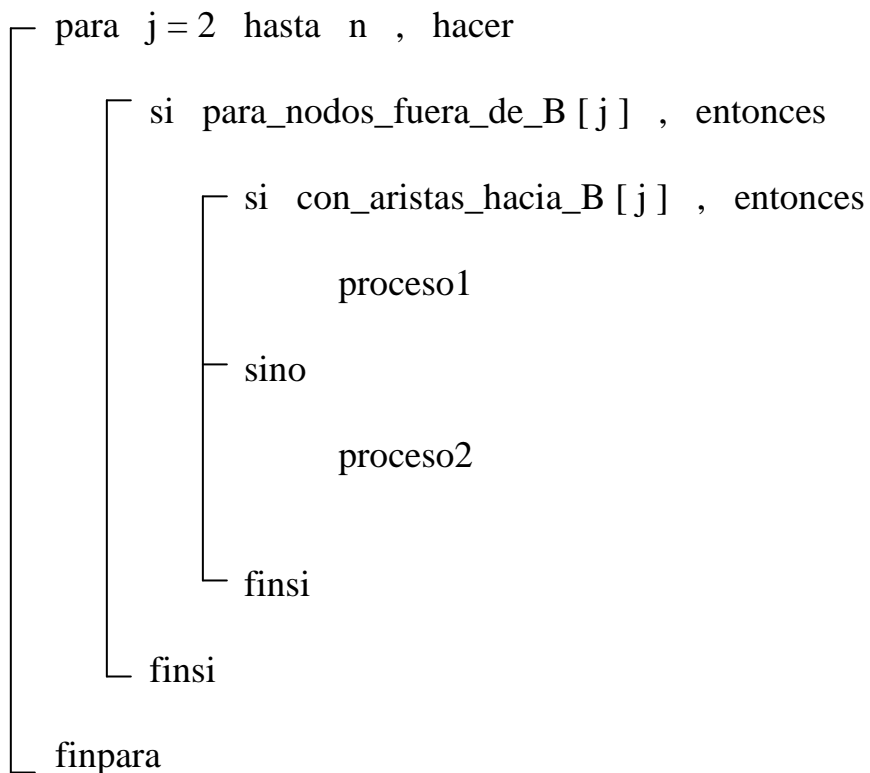 para j = 2 hasta n , hacer
si para_nodos_fuera_de_B [ j ] , entonces
si con_aristas_hacia_B [ j ] , entonces
proceso1
sino
proceso2
finsi
finsi
finpara